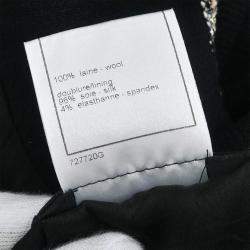 100% laine - wool
doublure/lining
96% soie - silk
4% elasthanne - spandex
727720G